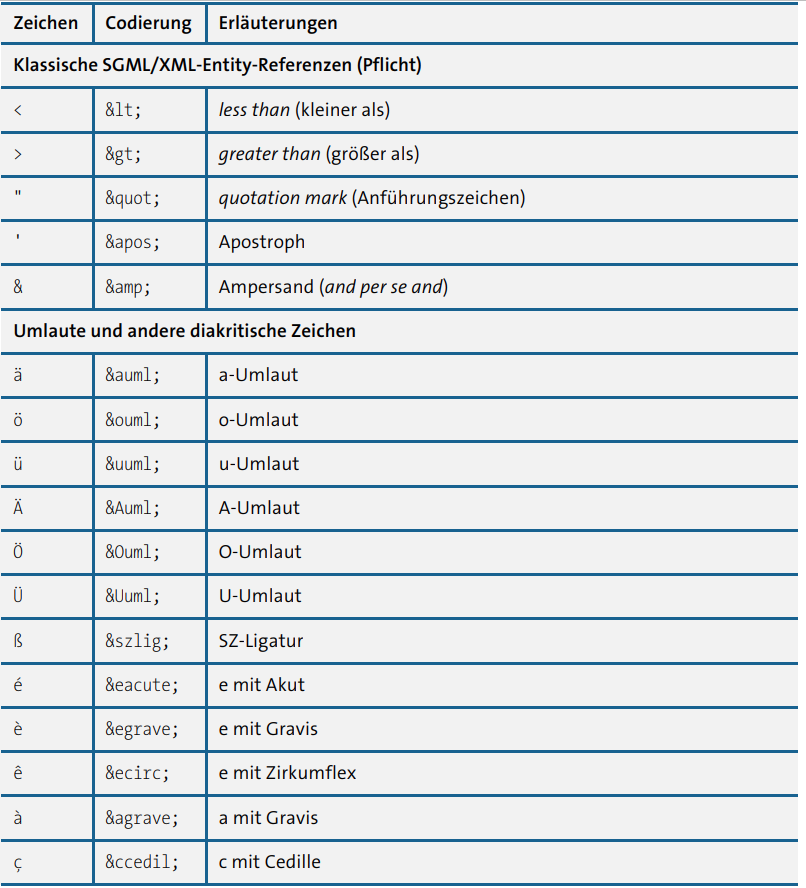 Zeichen Codierung Erläuterungen
Klassische SGML/XML-Entity-Referenzen (Pflicht)
< &lt; less than (kleiner als)
> &gt; greater than (größer als)
" &quot; quotation mark (Anführungszeichen)
' &apos; Apostroph
& &amp; Ampersand (and per se and)
Umlaute und andere diakritische Zeichen
ä &auml; a-Umlaut
ö &ouml; o-Umlaut
ü &uuml; u-Umlaut
Ä &Auml; A-Umlaut
Ö &Ouml; O-Umlaut
Ü &Uuml; U-Umlaut
ß &szlig; SZ-Ligatur
é &eacute; e mit Akut
è &egrave; e mit Gravis
ê &ecirc; e mit Zirkumflex
à &agrave; a mit Gravis
ç &ccedil; c mit Cedille